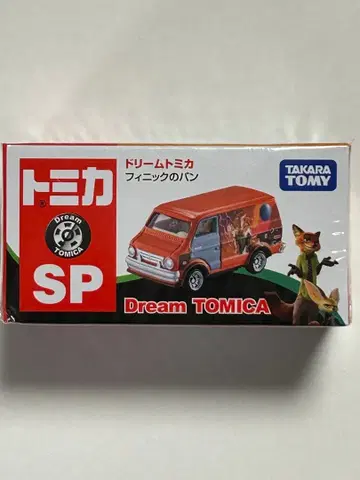 トミカ
®
Dream
TOMICA
SP
ドリームトミカ
フィニックのバン
TAKARA
TOMY
Dream TOMICA